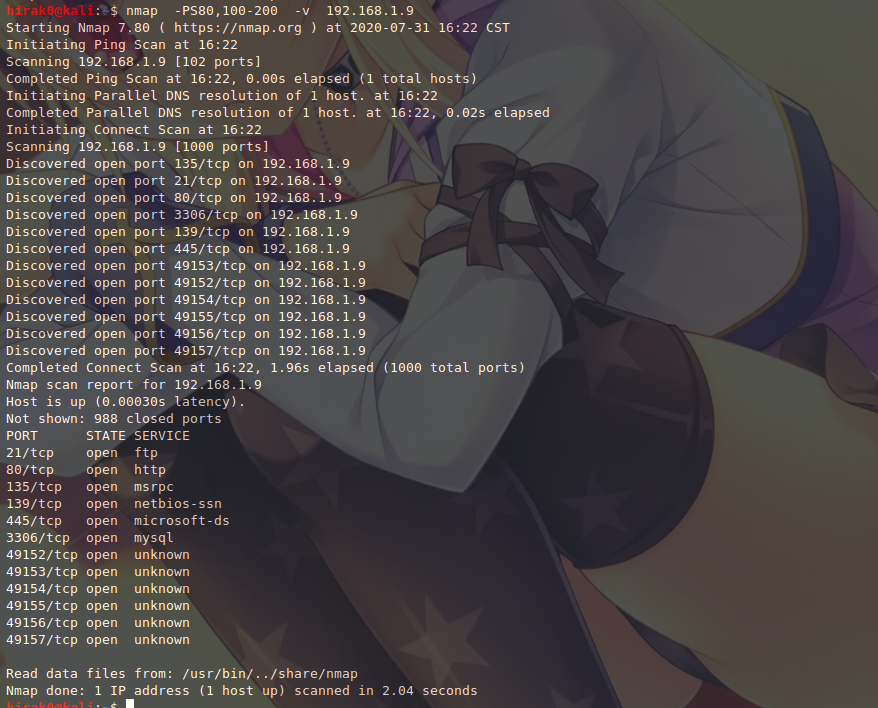 hirak0@kali:~$ nmap  -PS80,100-200  -v  192.168.1.9
Starting Nmap 7.80 ( https://nmap.org ) at 2020-07-31 16:22 CST
Initiating Ping Scan at 16:22
Scanning 192.168.1.9 [102 ports]
Completed Ping Scan at 16:22, 0.00s elapsed (1 total hosts)
Initiating Parallel DNS resolution of 1 host. at 16:22
Completed Parallel DNS resolution of 1 host. at 16:22, 0.02s elapsed
Initiating Connect Scan at 16:22
Scanning 192.168.1.9 [1000 ports]
Discovered open port 135/tcp on 192.168.1.9
Discovered open port 21/tcp on 192.168.1.9
Discovered open port 80/tcp on 192.168.1.9
Discovered open port 3306/tcp on 192.168.1.9
Discovered open port 139/tcp on 192.168.1.9
Discovered open port 445/tcp on 192.168.1.9
Discovered open port 49153/tcp on 192.168.1.9
Discovered open port 49152/tcp on 192.168.1.9
Discovered open port 49154/tcp on 192.168.1.9
Discovered open port 49155/tcp on 192.168.1.9
Discovered open port 49156/tcp on 192.168.1.9
Discovered open port 49157/tcp on 192.168.1.9
Completed Connect Scan at 16:22, 1.96s elapsed (1000 total ports)
Nmap scan report for 192.168.1.9
Host is up (0.00030s latency).
Not shown: 988 closed ports
PORT      STATE SERVICE
21/tcp    open  ftp
80/tcp    open  http
135/tcp   open  msrpc
139/tcp   open  netbios-ssn
445/tcp   open  microsoft-ds
3306/tcp  open  mysql
49152/tcp open  unknown
49153/tcp open  unknown
49154/tcp open  unknown
49155/tcp open  unknown
49156/tcp open  unknown
49157/tcp open  unknown
Read data files from: /usr/bin/../share/nmap
Nmap done: 1 IP address (1 host up) scanned in 2.04 seconds
hirak0@kali:~$